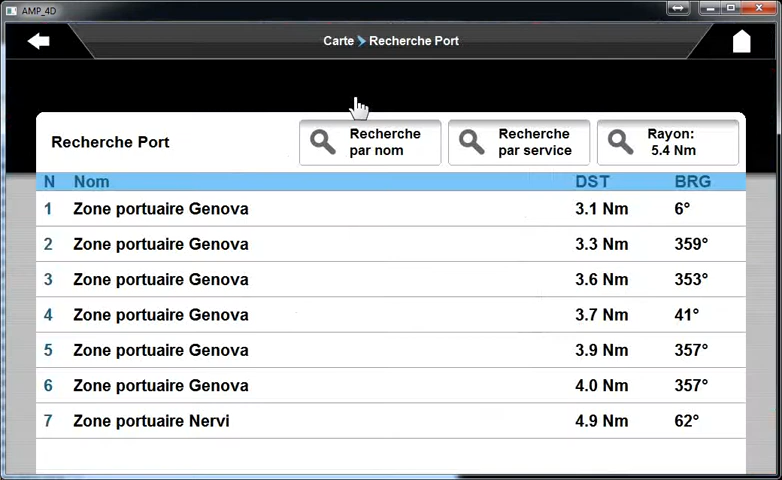 AMP_4D
Carte Recherche Port
Recherche Port
Recherche
par nom
Recherche
par service
Rayon:
5.4 Nm
N Nom DST BRG
1 Zone portuaire Genova 3.1 Nm 6°
2 Zone portuaire Genova 3.3 Nm 359°
3 Zone portuaire Genova 3.6 Nm 353°
4 Zone portuaire Genova 3.7 Nm 41°
5 Zone portuaire Genova 3.9 Nm 357°
6 Zone portuaire Genova 4.0 Nm 357°
7 Zone portuaire Nervi 4.9 Nm 62°